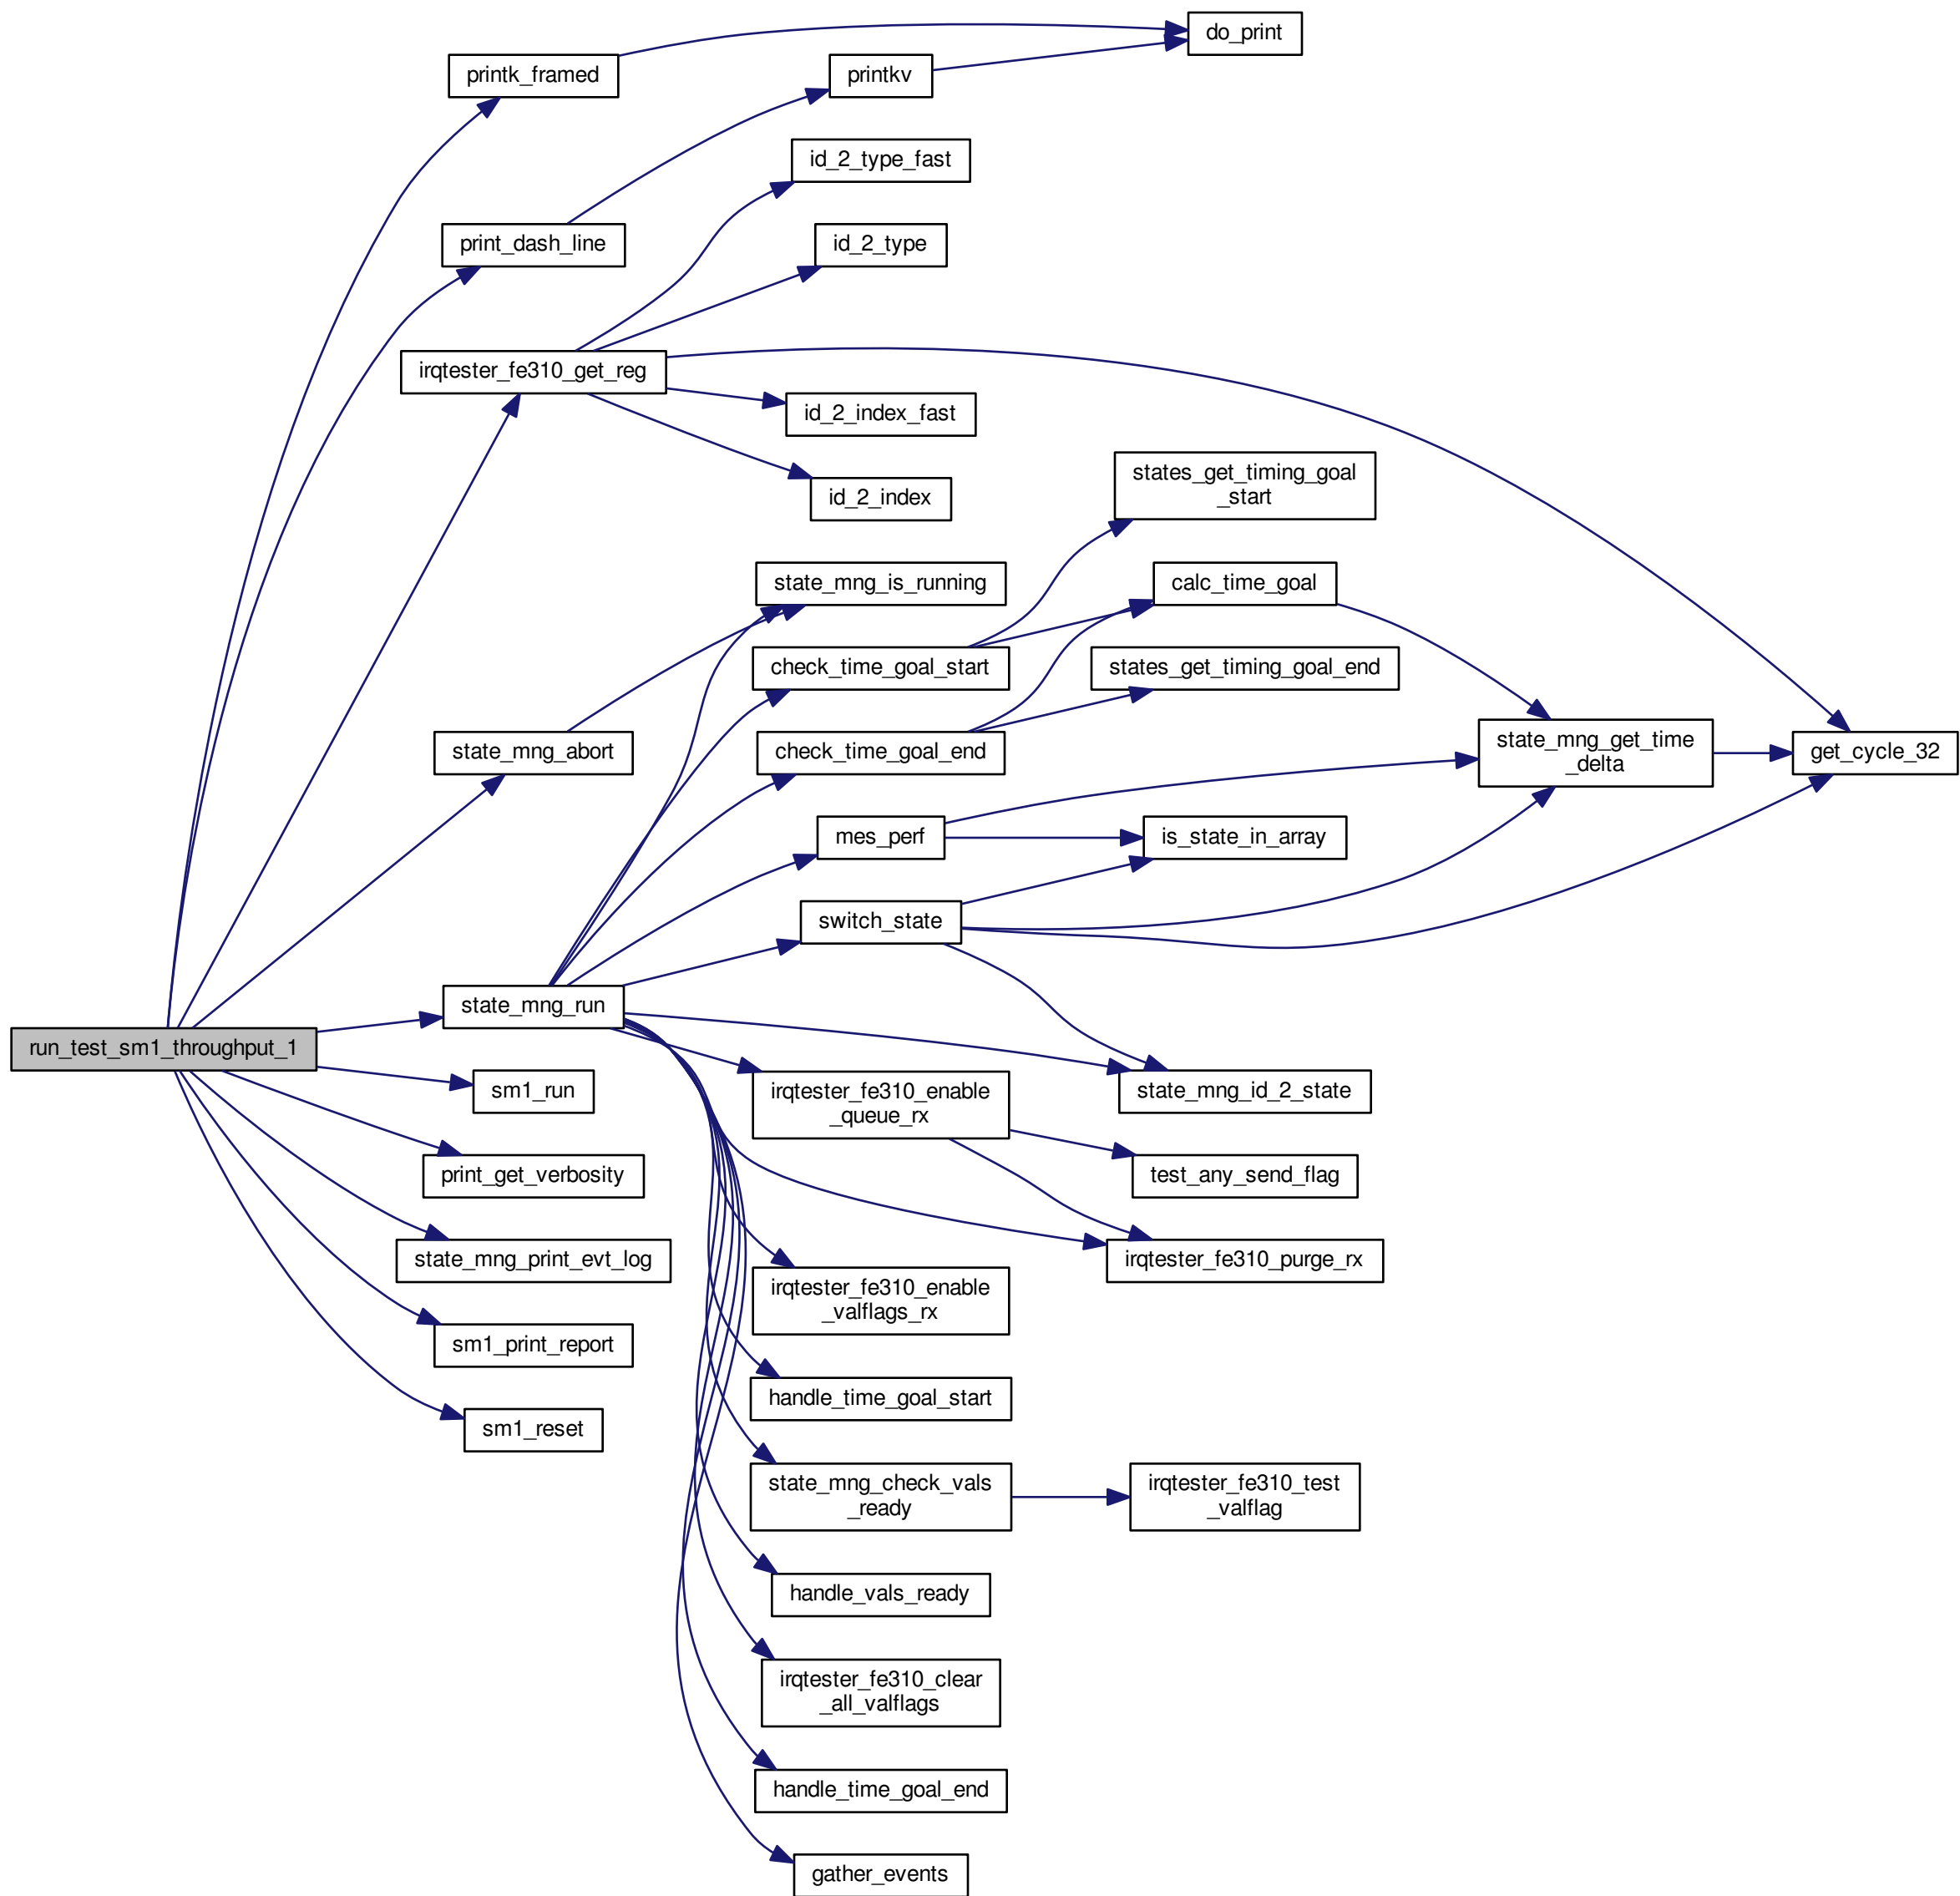 do_print
printk_framed
printkv
id_2_type_fast
print_dash_line
id_2_type
irqtester_fe310_get_reg
id_2_index_fast
states_get_timing_goal
_start
id_2_index
state_mng_is_running
calc_time_goal
check_time_goal_start
states_get_timing_goal_end
state_mng_abort
check_time_goal_end
state_mng_get_time
_delta
get_cycle_32
mes_perf
is_state_in_array
switch_state
state_mng_run
run_test_sm1_throughput_1
sm1_run
irqtester_fe310_enable
_queue_rx
state_mng_id_2_state
print_get_verbosity
test_any_send_flag
state_mng_print_evt_log
irqtester_fe310_purge_rx
irqtester_fe310_enable
_valflags_rx
sm1_print_report
handle_time_goal_start
sm1_reset
state_mng_check_vals
_ready
irqtester_fe310_test
_valflag
handle_vals_ready
irqtester_fe310_clear
_all_valflags
handle_time_goal_end
gather_events